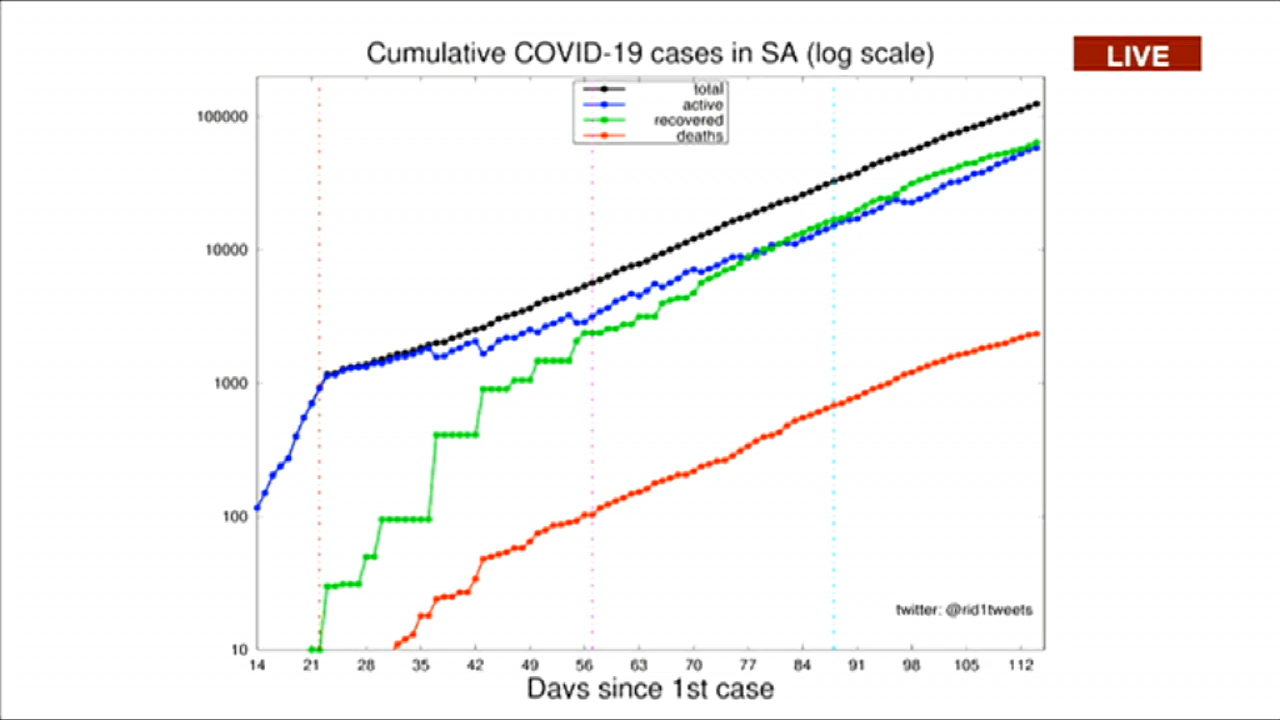 Cumulative COVID-19 cases in SA (log scale)
LIVE
total
active
recovered
deaths
100000
10000
1000
100
10
twitter: @rid1tweets
14 21 28 35 42 49 56 63 70 77 84 91 98 105 112
Days since 1st case